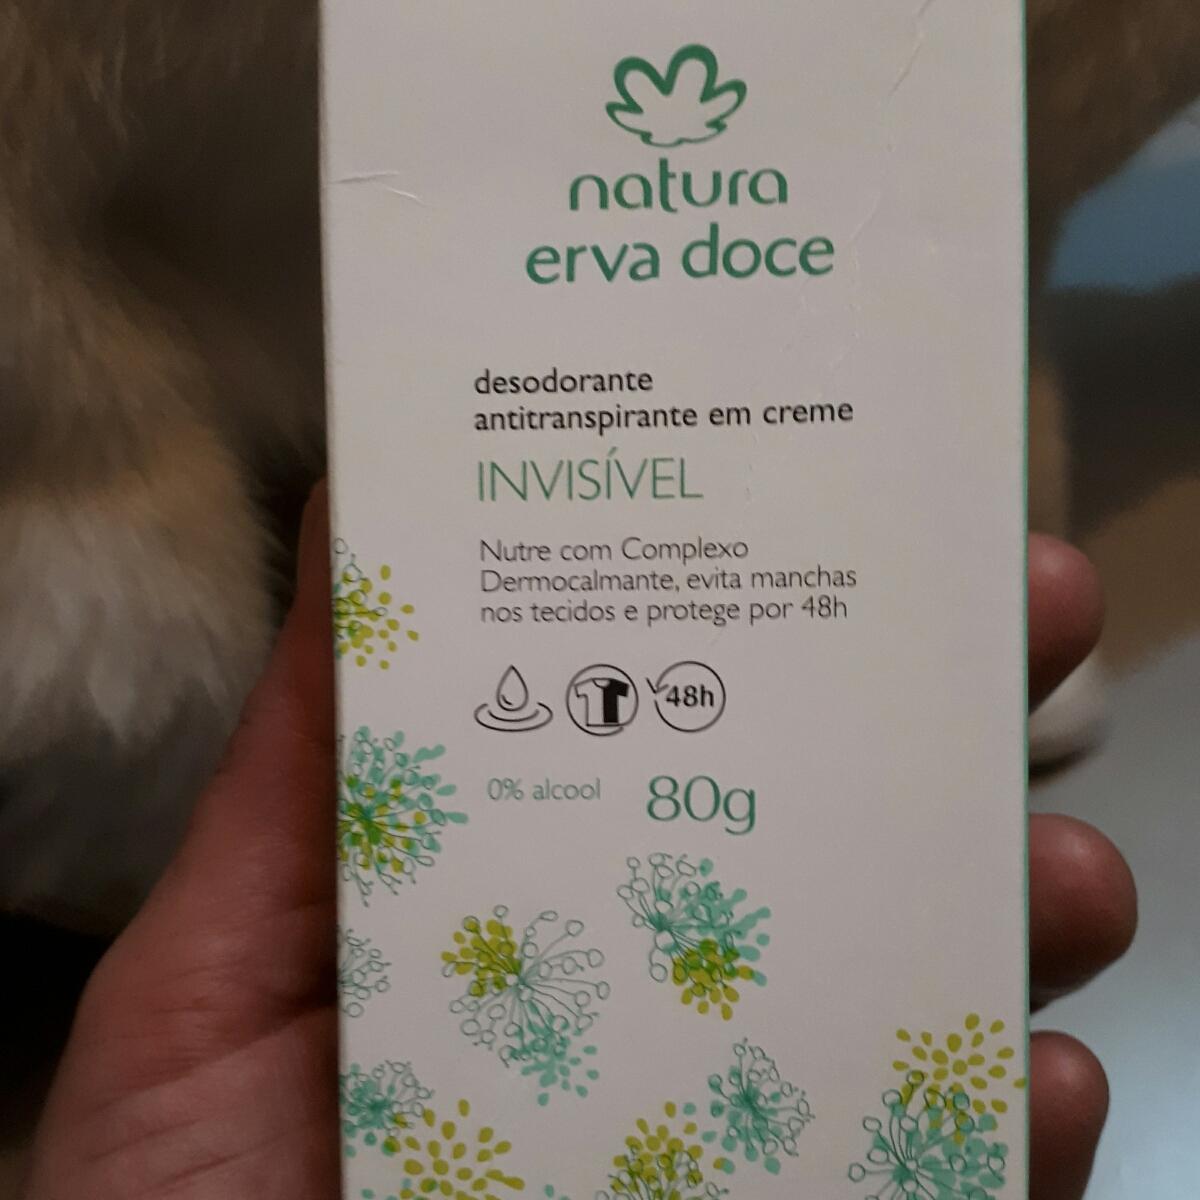 natura
erva doce
desodorante
antitranspirante em creme
INVISÍVEL
Nutre com Complexo
Dermocalmante, evita manchas
nos tecidos e protege por 48h
48h
0% alcool 80g